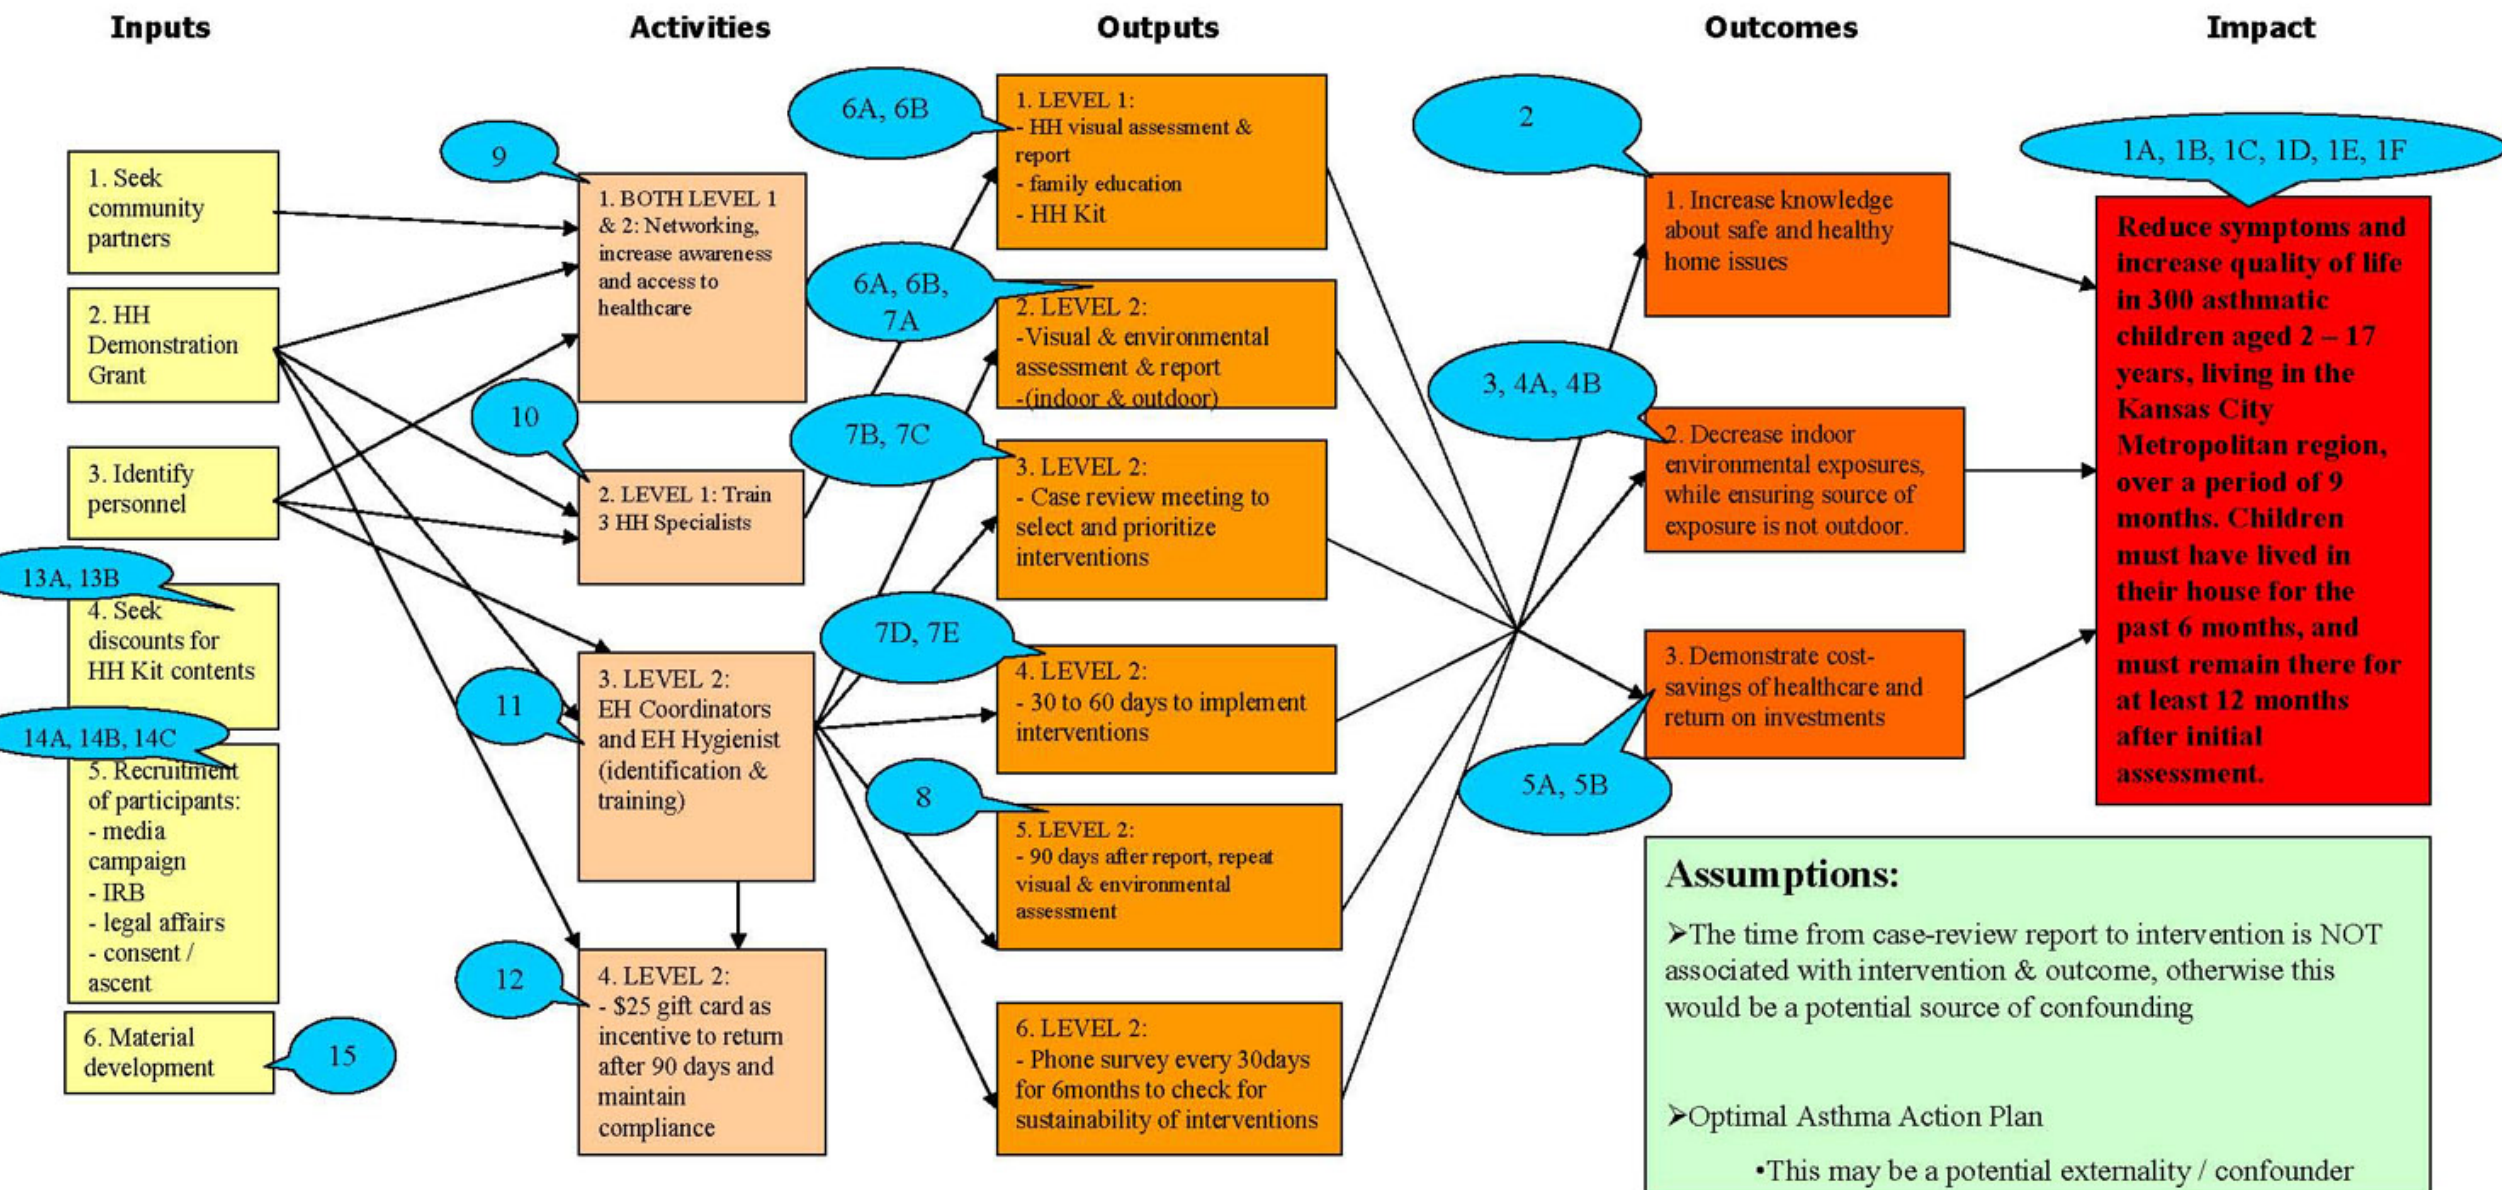 Inputs
Activities
Outputs
Outcomes
Impact
1. Seek
community
partners
2. HH
Demonstration
Grant
3. Identify
personnel
13A, 13B
4. Seek
discounts for
HH Kit contents
14A, 14B, 14C
5. Recruitment
of participants:
- media
campaign
- IRB
- legal affairs
- consent /
ascent
6. Material
development
15
9
1. BOTH LEVEL 1
& 2: Networking,
increase awareness
and access to
healthcare
10
2. LEVEL 1: Train
3 HH Specialists
11
3. LEVEL 2:
EH Coordinators
and EH Hygienist
(identification &
training)
12
4. LEVEL 2:
- $25 gift card as
incentive to return
after 90 days and
maintain
compliance
6A, 6B
1. LEVEL 1:
- HH visual assessment &
report
- family education
- HH Kit
6A, 6B,
7A
2. LEVEL 2:
-Visual & environmental
assessment & report
-(indoor & outdoor)
7B, 7C
3. LEVEL 2:
- Case review meeting to
select and prioritize
interventions
7D, 7E
4. LEVEL 2:
- 30 to 60 days to implement
interventions
8
5. LEVEL 2:
- 90 days after report, repeat
visual & environmental
assessment
6. LEVEL 2:
- Phone survey every 30days
for 6months to check for
sustainability of interventions
2
1. Increase knowledge
about safe and healthy
home issues
3, 4A, 4B
2. Decrease indoor
environmental exposures,
while ensuring source of
exposure is not outdoor.
3. Demonstrate cost-
savings of healthcare and
return on investments
5A, 5B
1A, 1B, 1C, 1D, 1E, 1F
Reduce symptoms and
increase quality of life
in 300 asthmatic
children aged 2 – 17
years, living in the
Kansas City
Metropolitan region,
over a period of 9
months. Children
must have lived in
their house for the
past 6 months, and
must remain there for
at least 12 months
after initial
assessment.
Assumptions:
➢The time from case-review report to intervention is NOT
associated with intervention & outcome, otherwise this
would be a potential source of confounding
➢Optimal Asthma Action Plan
•This may be a potential externality / confounder